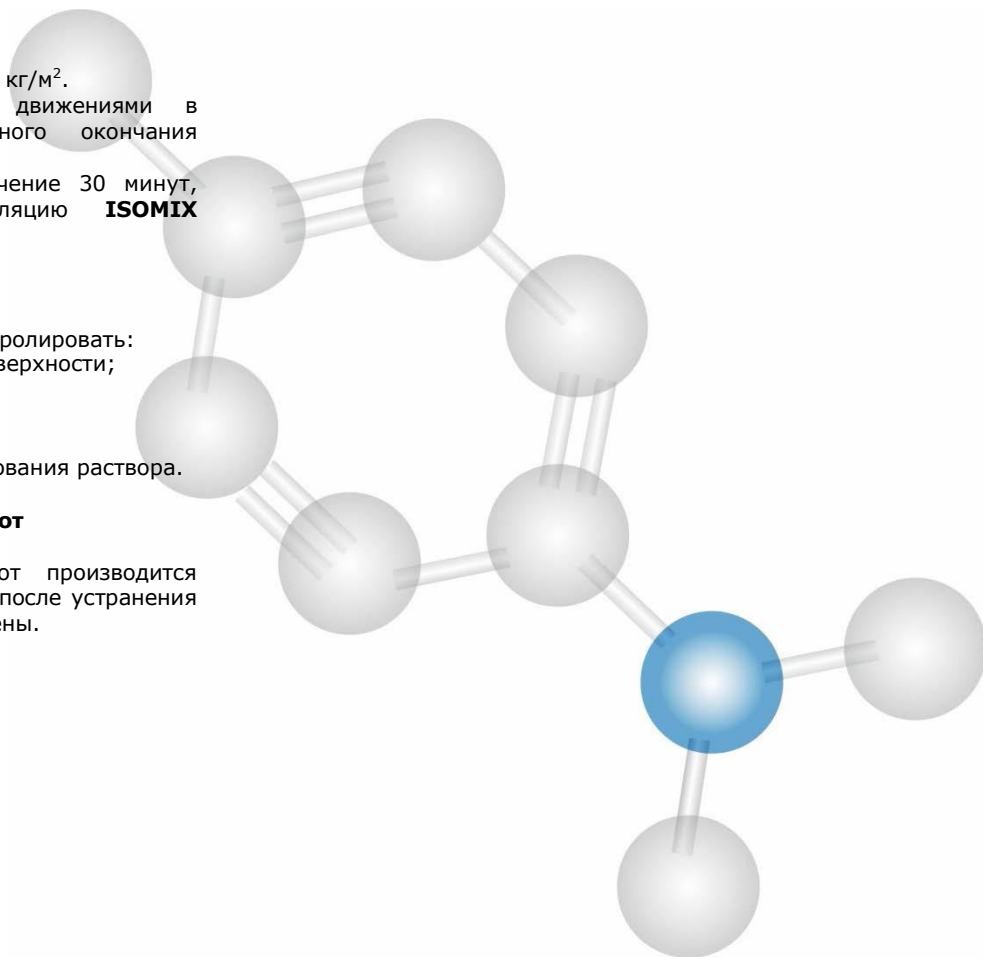 кг/м².
движениями в
ного окончания
чение 30 минут,
ляцию ISOMIX
ролировать:
верхности;
ования раствора.
от
от производится
после устранения
ены.